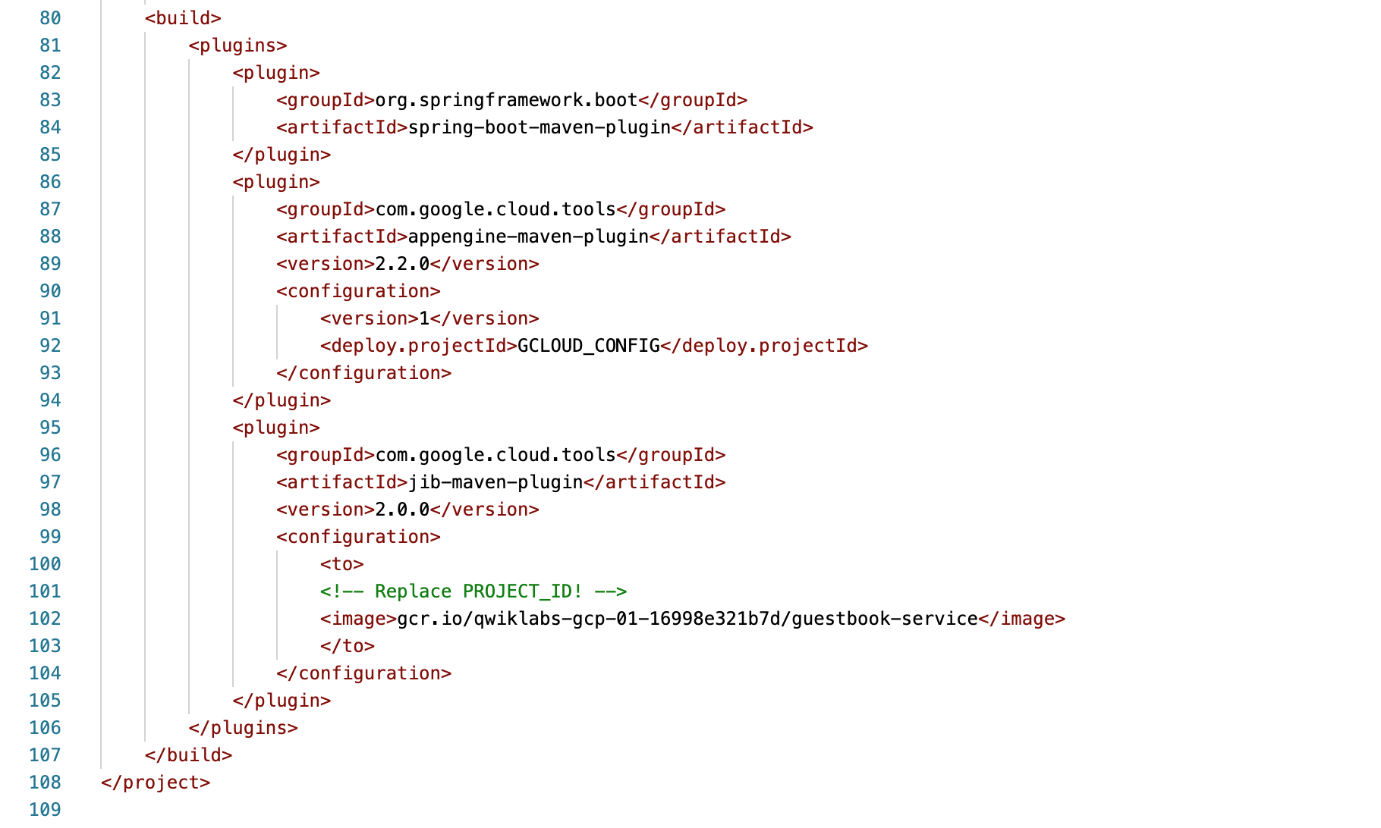 80 <build>
81 <plugins>
82 <plugin>
83 <groupId>org.springframework.boot</groupId>
84 <artifactId>spring-boot-maven-plugin</artifactId>
85 </plugin>
86 <plugin>
87 <groupId>com.google.cloud.tools</groupId>
88 <artifactId>appengine-maven-plugin</artifactId>
89 <version>2.2.0</version>
90 <configuration>
91 <version>1</version>
92 <deploy.projectId>GCLOUD_CONFIG</deploy.projectId>
93 </configuration>
94 </plugin>
95 <plugin>
96 <groupId>com.google.cloud.tools</groupId>
97 <artifactId>jib-maven-plugin</artifactId>
98 <version>2.0.0</version>
99 <configuration>
100 <to>
101 <!-- Replace PROJECT_ID! -->
102 <image>gcr.io/qwiklabs-gcp-01-16998e321b7d/guestbook-service</image>
103 </to>
104 </configuration>
105 </plugin>
106 </plugins>
107 </build>
108 </project>
109